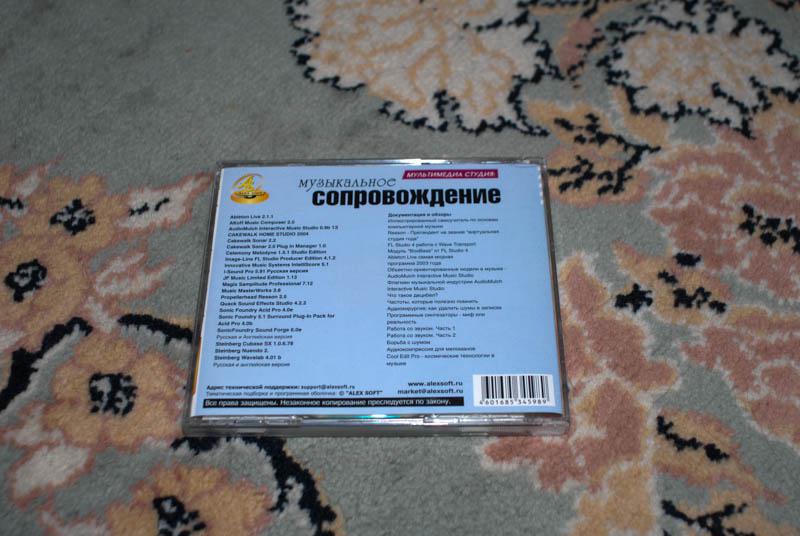 МУЛЬТИМЕДИА СТУДИЯ:
музыкальное
СОПРОВОЖДЕНИЕ
Ableton Live 2.1.1
Altoff Music Composer 2.0
AudioMulch Interactive Music Studio 0.9b 13
CAKEWALK HOME STUDIO 2004
Cakewalk Sonar 2.2
Cakewalk Sonar 2.0 Plug in Manager 1.0
Celemony Melodyne 1.5.1 Studio Edition
Image-Line FL Studio Producer Edition 4.1.2
Innovative Music Systems IntelliScore 5.1
I-Sound Pro 5.91 Русская версия
JP Music Limited Edition 1.13
Magix Samplitude Professional 7.12
Music MasterWorks 3.6
Propellerhead Reason 2.5
Quack Sound Effects Studio 4.2.2
Sonic Foundry Acid Pro 4.0e
Sonic Foundry 5.1 Surround Plug-In Pack for
Acid Pro 4.0b
SonicFoundry Sound Forge 6.0e
Русская и Английская версии
Steinberg Cubase SX 1.0.6.78
Steinberg Nuendo 2.
Steinberg Wavelab 4.01 b
Русская и английская версии
Документация и обзоры
Иллюстрированный самоучитель по основам
компьютерной музыки
Reason - Претендент на звание "виртуальная
студия года"
FL Studio 4 работа с Wave Transport
Модуль "BooBass" от FL Studio 4
Ableton Live самая модная
программа 2003 года
Объектно-ориентированные модели в музыке -
AudioMulch Interactive Music Studio
Флагман музыкальной индустрии AudioMulch
Interactive Music Studio
Что такое децибел?
Частоты, которые полезно помнить
Аудиохирургия: как удалить шумы в записи
Программные синтезаторы - миф или
реальность
Работа со звуком. Часть 1
Работа со звуком. Часть 2
Борьба с шумом
Аудиокомпрессия для меломанов
Cool Edit Pro - космические технологии в
музыке
Адрес технической поддержки: support@alexsoft.ru
Тематическая подборка и программная оболочка: © "ALEX SOFT"
Все права защищены. Незаконное копирование преследуется по закону.
www.alexsoft.ru
market@alexsoft.ru
4 601685 345989